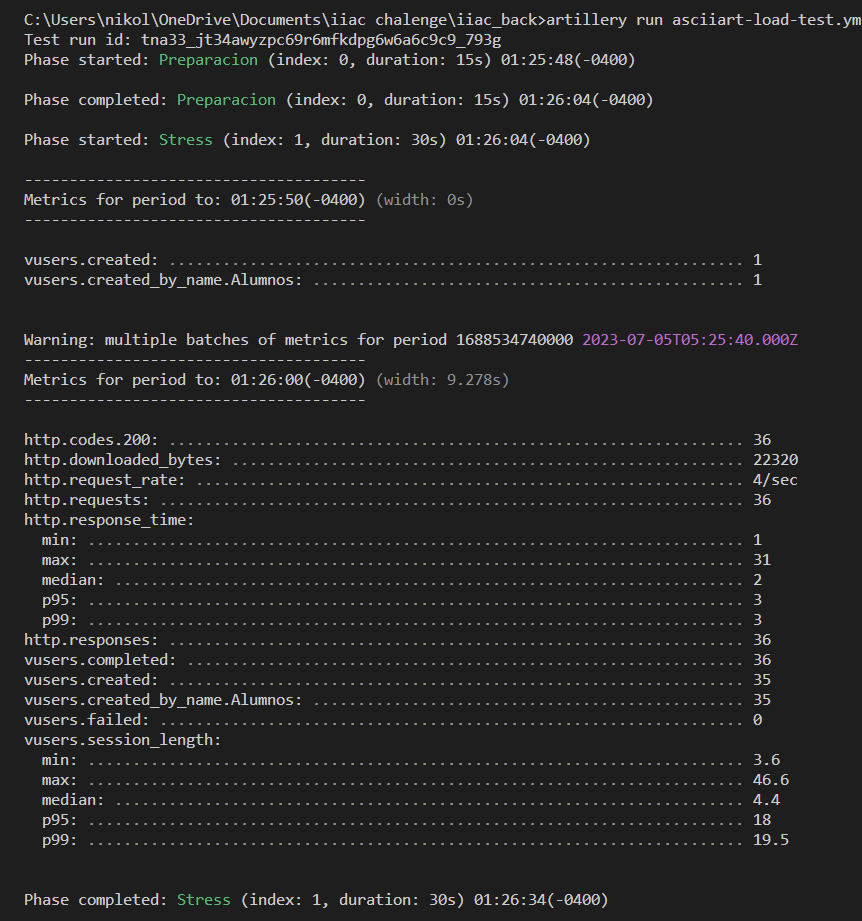 C:\Users\nikol\OneDrive\Documents\iiac chalenge\iiac_back>artillery run asciiart-load-test.ym
Test run id: tna33_jt34awyzpc69r6mfkdpg6w6a6c9c9_793g
Phase started: Preparacion (index: 0, duration: 15s) 01:25:48(-0400)
Phase completed: Preparacion (index: 0, duration: 15s) 01:26:04(-0400)
Phase started: Stress (index: 1, duration: 30s) 01:26:04(-0400)
--------------------------------------
Metrics for period to: 01:25:50(-0400) (width: 0s)
--------------------------------------
vusers.created: ................................................................ 1
vusers.created_by_name.Alumnos: ................................................ 1
Warning: multiple batches of metrics for period 1688534740000 2023-07-05T05:25:40.000Z
--------------------------------------
Metrics for period to: 01:26:00(-0400) (width: 9.278s)
--------------------------------------
http.codes.200: ................................................................ 36
http.downloaded_bytes: ......................................................... 22320
http.request_rate: ............................................................. 4/sec
http.requests: ................................................................. 36
http.response_time:
  min: ......................................................................... 1
  max: ......................................................................... 31
  median: ...................................................................... 2
  p95: ......................................................................... 3
  p99: ......................................................................... 3
http.responses: ................................................................ 36
vusers.completed: .............................................................. 36
vusers.created: ................................................................ 35
vusers.created_by_name.Alumnos: ................................................ 35
vusers.failed: ................................................................. 0
vusers.session_length:
  min: ......................................................................... 3.6
  max: ......................................................................... 46.6
  median: ...................................................................... 4.4
  p95: ......................................................................... 18
  p99: ......................................................................... 19.5
Phase completed: Stress (index: 1, duration: 30s) 01:26:34(-0400)